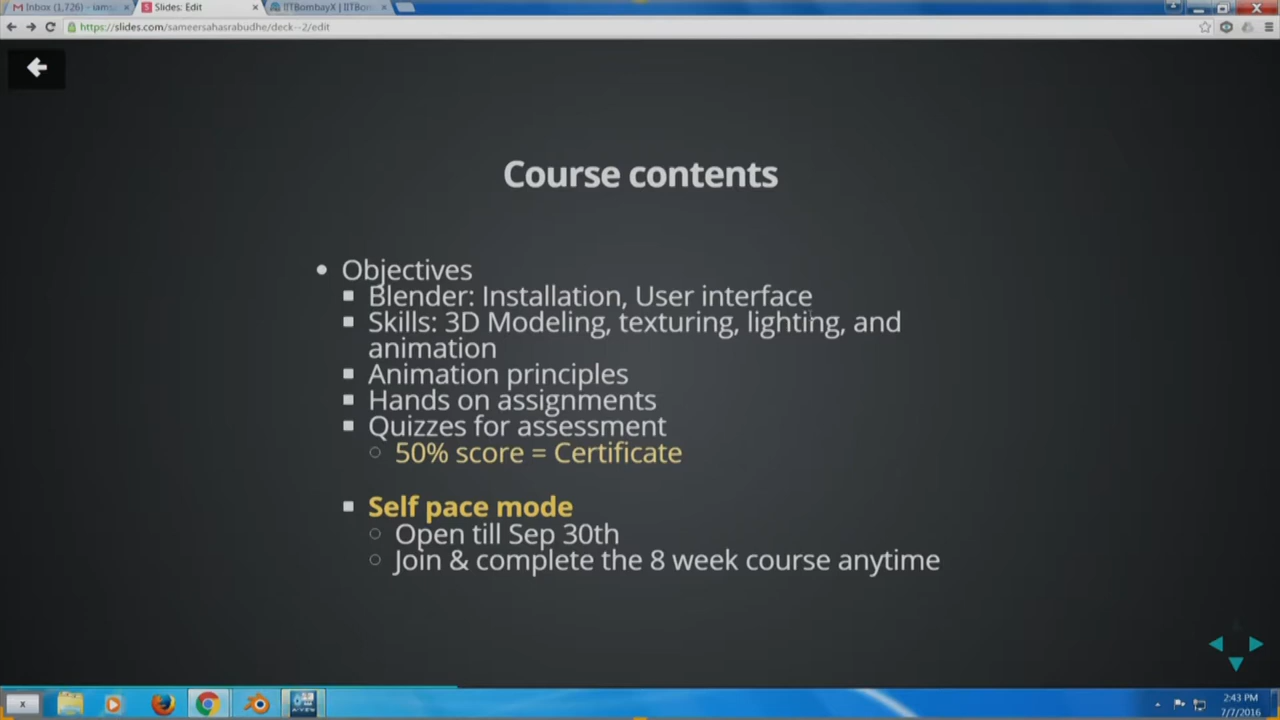 Inbox (1,726) - iams
Slides: Edit
IITBombayX | IITBom
https://slides.com/sameersahasrabudhe/deck--2/edit
Course contents
Objectives
Blender: Installation, User interface
Skills: 3D Modeling, texturing, lighting, and
animation
Animation principles
Hands on assignments
Quizzes for assessment
50% score = Certificate
Self pace mode
Open till Sep 30th
Join & complete the 8 week course anytime
2:43 PM
7/7/2016